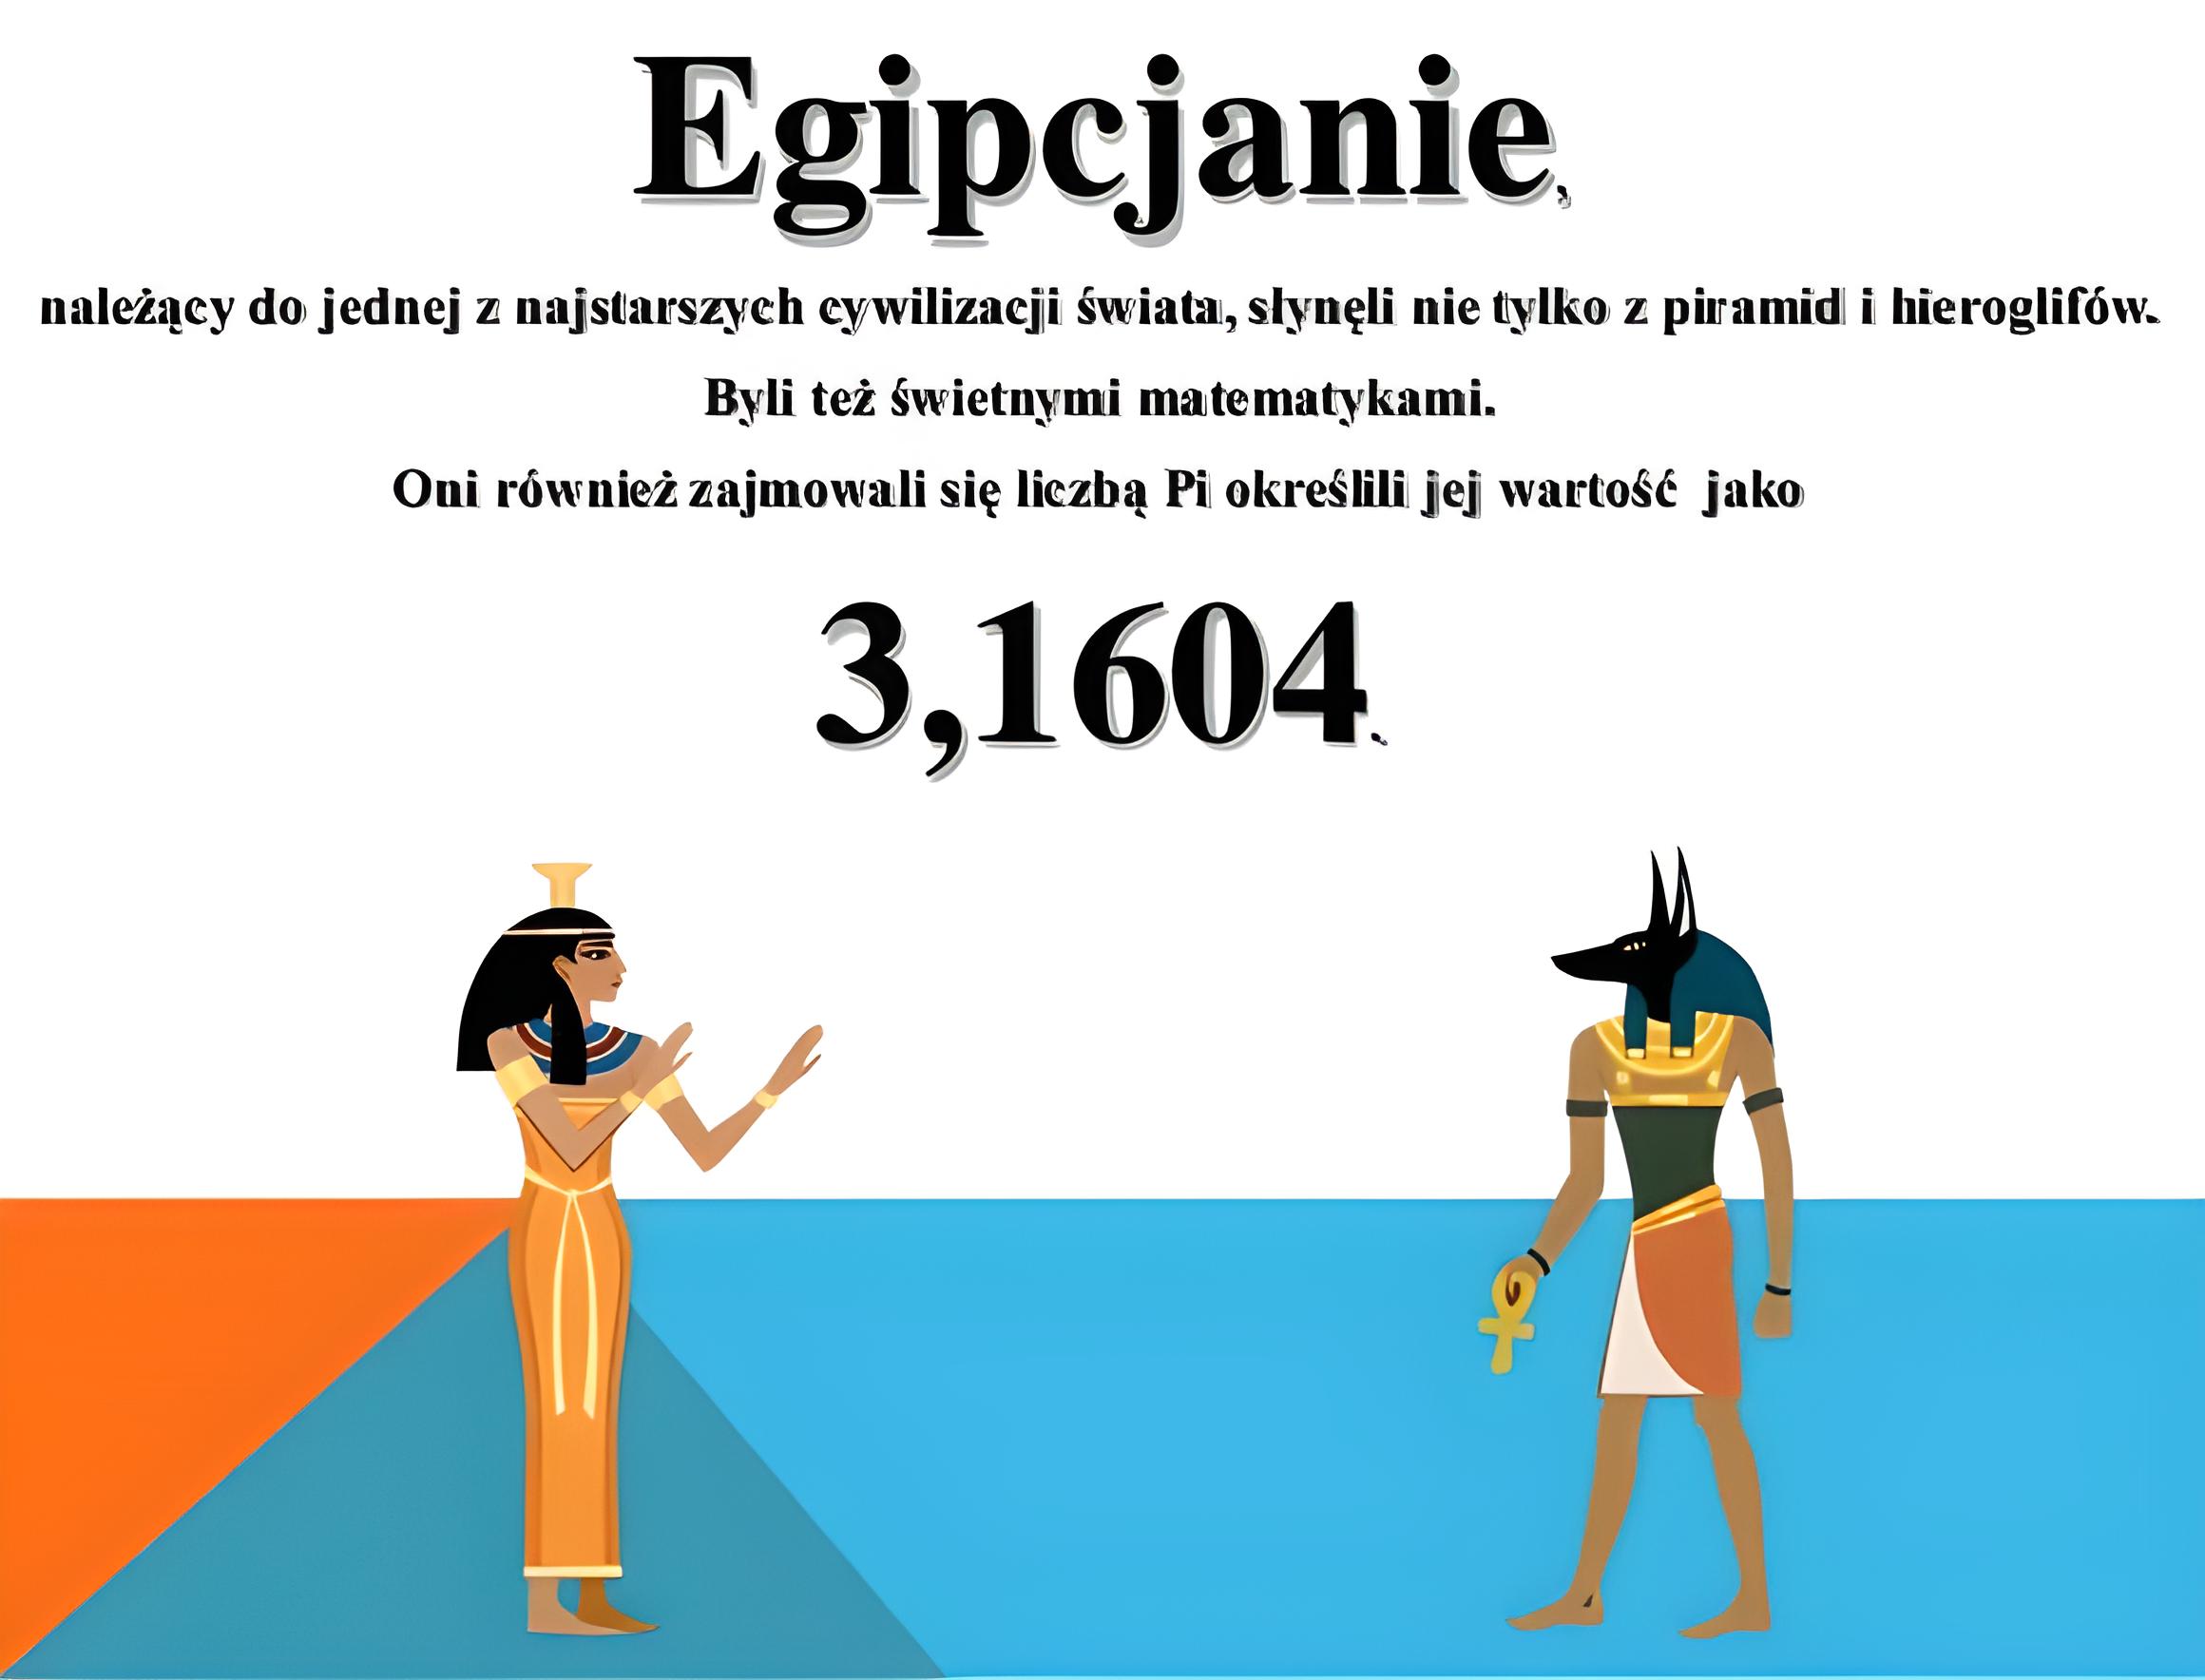 Egipcjanie,
należący do jednej z najstarszych cywilizacji świata, słynęli nie tylko z piramid i hieroglifów.
Byli też świetnymi matematykami.
Oni również zajmowali się liczbą Pi określili jej wartość jako
3,1604.